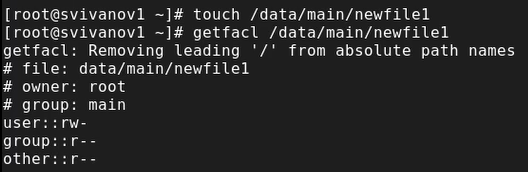 [root@svivanov1 ~]# touch /data/main/newfile1
[root@svivanov1 ~]# getfacl /data/main/newfile1
getfacl: Removing leading '/' from absolute path names
# file: data/main/newfile1
# owner: root
# group: main
user::rw-
group::r--
other::r--